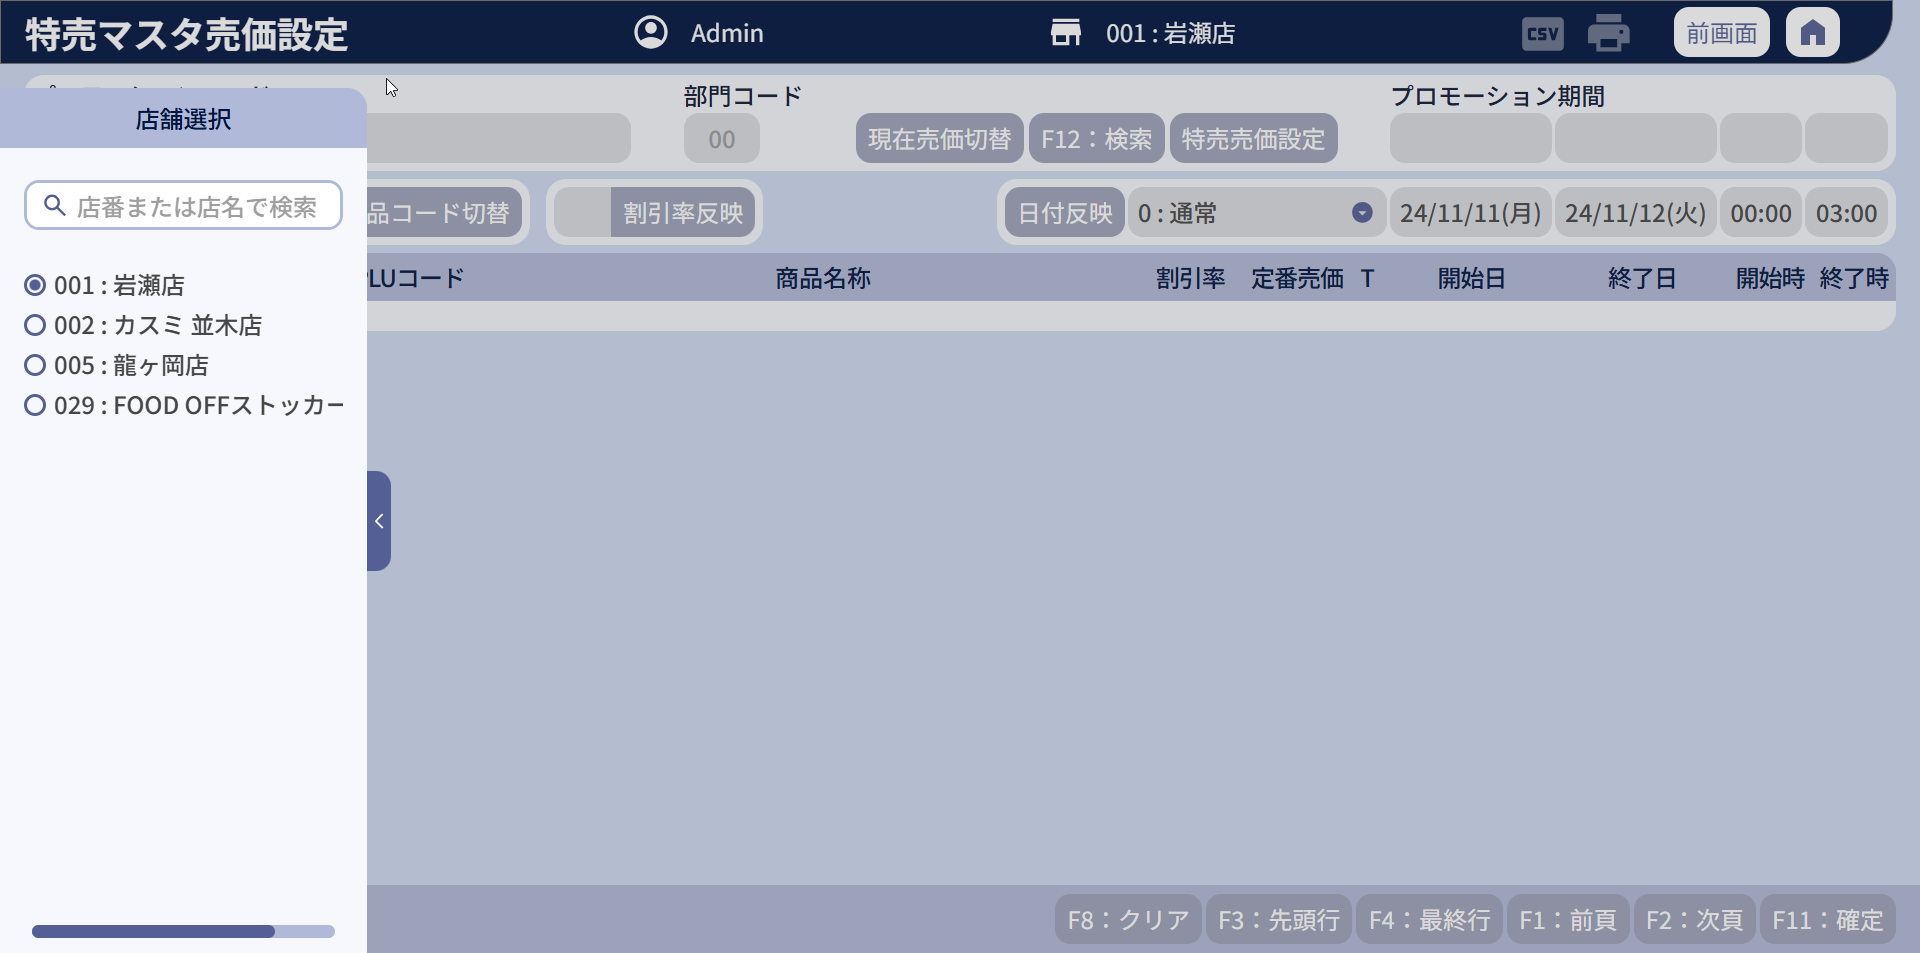 特売マスタ売価設定
Admin
001 : 岩瀬店
CSV
前画面
店舗選択
部門コード
プロモーション期間
00
現在売価切替
F12：検索
特売売価設定
店番または店名で検索
品コード切替
割引率反映
日付反映
0 : 通常
24/11/11(月)
24/11/12(火)
00:00
03:00
LUコード
商品名称
割引率
定番売価
T
開始日
終了日
開始時
終了時
001 : 岩瀬店
002 : カスミ 並木店
005 : 龍ヶ岡店
029 : FOOD OFFストッカー
F8：クリア
F3：先頭行
F4：最終行
F1：前頁
F2：次頁
F11：確定